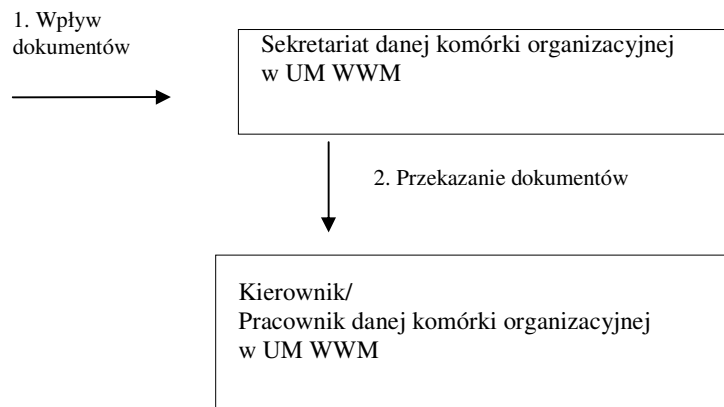 1. Wpływ
dokumentów
Sekretariat danej komórki organizacyjnej
w UM WWM
2. Przekazanie dokumentów
Kierownik/
Pracownik danej komórki organizacyjnej
w UM WWM